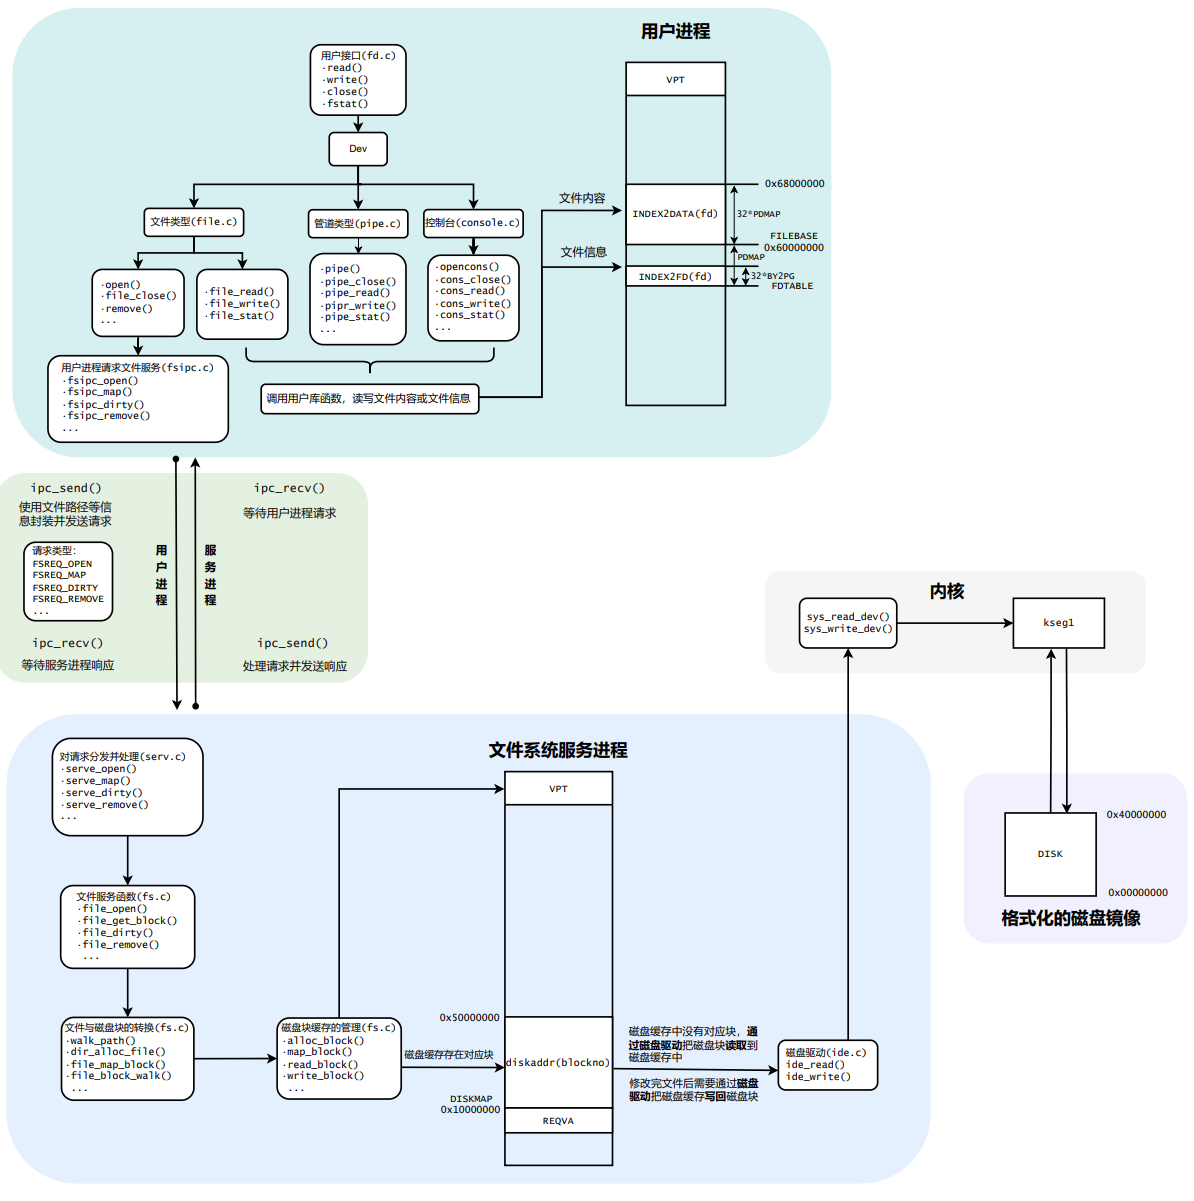 用户进程
用户接口(fd.c)
·read()
·write()
·close()
·fstat()
Dev
文件类型(file.c)
管道类型(pipe.c)
控制台(console.c)
·open()
·file_close()
·remove()
...
·file_read()
·file_write()
·file_stat()
·pipe()
·pipe_close()
·pipe_read()
·pipr_write()
·pipe_stat()
...
·opencons()
·cons_close()
·cons_read()
·cons_write()
·cons_stat()
...
用户进程请求文件服务(fsipc.c)
·fsipc_open()
·fsipc_map()
·fsipc_dirty()
·fsipc_remove()
...
调用用户库函数，读写文件内容或文件信息
文件内容
文件信息
VPT
INDEX2DATA(fd)
INDEX2FD(fd)
0x68000000
32*PDMAP
FILEBASE
0x60000000
PDMAP
32*BY2PG
FDTABLE
ipc_send()
使用文件路径等信
息封装并发送请求
请求类型：
FSREQ_OPEN
FSREQ_MAP
FSREQ_DIRTY
FSREQ_REMOVE
...
ipc_recv()
等待服务进程响应
用户进程
服务进程
ipc_recv()
等待用户进程请求
ipc_send()
处理请求并发送响应
内核
sys_read_dev()
sys_write_dev()
kseg1
DISK
0x40000000
0x00000000
格式化的磁盘镜像
文件系统服务进程
对请求分发并处理(serv.c)
·serve_open()
·serve_map()
·serve_dirty()
·serve_remove()
...
文件服务函数(fs.c)
·file_open()
·file_get_block()
·file_dirty()
·file_remove()
...
文件与磁盘块的转换(fs.c)
·walk_path()
·dir_alloc_file()
·file_map_block()
·file_block_walk()
...
磁盘块缓存的管理(fs.c)
·alloc_block()
·map_block()
·read_block()
·write_block()
...
磁盘缓存存在对应块
VPT
0x50000000
diskaddr(blockno)
DISKMAP
0x10000000
REQVA
磁盘缓存中没有对应块，通
过磁盘驱动把磁盘块读取到
磁盘缓存中
修改完文件后需要通过磁盘
驱动把磁盘缓存写回磁盘块
磁盘驱动(ide.c)
ide_read()
ide_write()